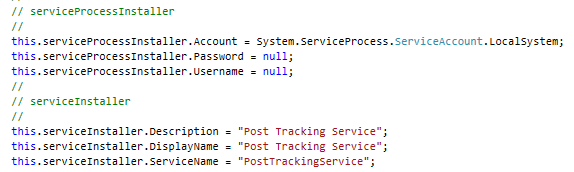 // serviceProcessInstaller
//
this.serviceProcessInstaller.Account = System.ServiceProcess.ServiceAccount.LocalSystem;
this.serviceProcessInstaller.Password = null;
this.serviceProcessInstaller.Username = null;
//
// serviceInstaller
//
this.serviceInstaller.Description = "Post Tracking Service";
this.serviceInstaller.DisplayName = "Post Tracking Service";
this.serviceInstaller.ServiceName = "PostTrackingService";